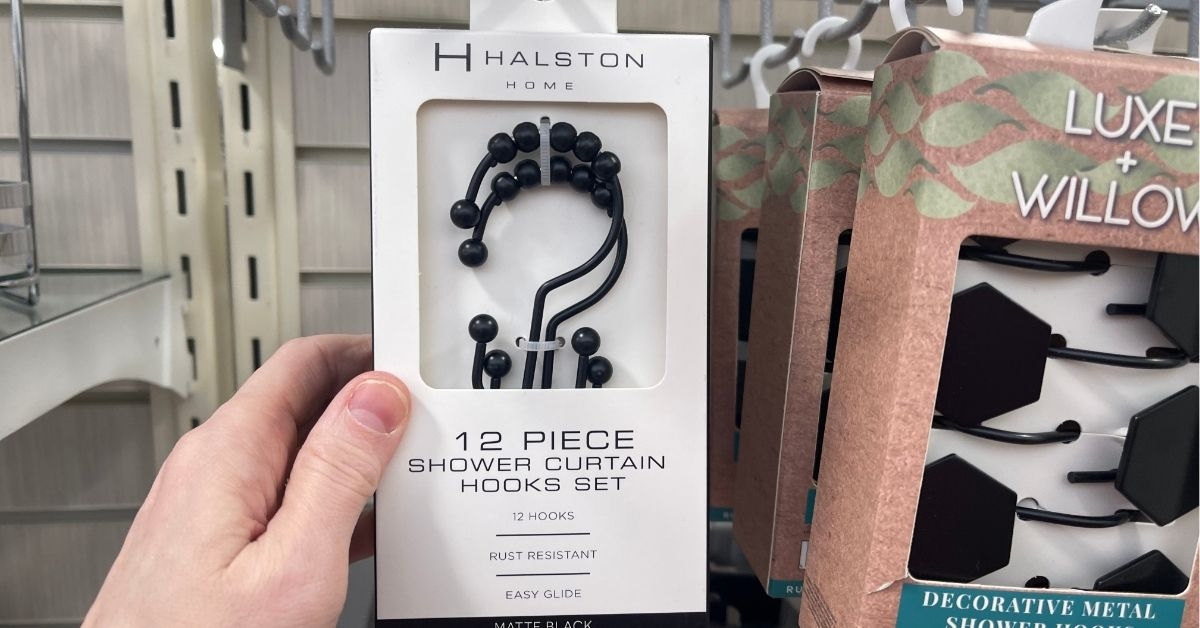 H HALSTON
HOME
12 PIECE
SHOWER CURTAIN
HOOKS SET
12 HOOKS
RUST RESISTANT
EASY GLIDE
MATTE BLACK
LUXE
+
WILLOW
DECORATIVE METAL
SHOWER HOOKS
RU